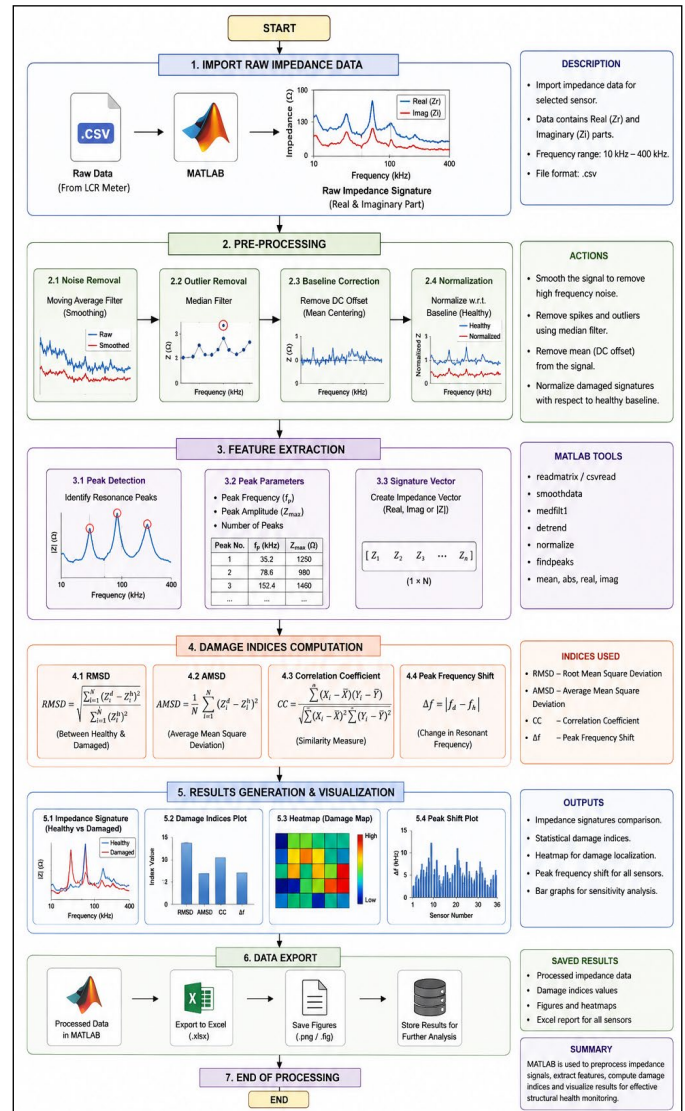 START
1. IMPORT RAW IMPEDANCE DATA
.CSV
Raw Data
(From LCR Meter)
MATLAB
Impedance (Ω)
180
130
0
Real (Zr)
Imag (Zi)
10
100
400
Frequency (kHz)
Raw Impedance Signature
(Real & Imaginary Part)
DESCRIPTION
• Import impedance data for
selected sensor.
• Data contains Real (Zr) and
Imaginary (Zi) parts.
• Frequency range: 10 kHz – 400 kHz.
• File format: .csv
2. PRE-PROCESSING
2.1 Noise Removal
Moving Average Filter
(Smoothing)
Raw
Smoothed
2.2 Outlier Removal
Median Filter
Z (Ω)
Frequency (kHz)
2.3 Baseline Correction
Remove DC Offset
(Mean Centering)
Z (Ω)
Frequency (kHz)
2.4 Normalization
Normalize w.r.t.
Baseline (Healthy)
Healthy
Normalized
Normalized Z
Frequency (kHz)
ACTIONS
• Smooth the signal to remove
high frequency noise.
• Remove spikes and outliers
using median filter.
• Remove mean (DC offset)
from the signal.
• Normalize damaged signatures
with respect to healthy baseline.
3. FEATURE EXTRACTION
3.1 Peak Detection
Identify Resonance Peaks
|Z| (Ω)
10 100 400
Frequency (kHz)
3.2 Peak Parameters
• Peak Frequency (fp)
• Peak Amplitude (Zmax)
• Number of Peaks
Peak No. fp (kHz) Zmax (Ω)
1 35.2 1250
2 78.6 980
3 152.4 1460
... ... ...
3.3 Signature Vector
Create Impedance Vector
(Real, Imag or |Z|)
[ Z1 Z2 Z3 ⋯ Zn ]
(1 × N)
MATLAB TOOLS
• readmatrix / csvread
• smoothdata
• medfilt1
• detrend
• normalize
• findpeaks
• mean, abs, real, imag
4. DAMAGE INDICES COMPUTATION
4.1 RMSD
RMSD = √(∑i=1^N (Zi^d − Zi^h)^2 / ∑i=1^N (Zi^h)^2)
(Between Healthy &
Damaged)
4.2 AMSD
AMSD = 1/N ∑i=1^N (Zi^d − Zi^h)^2
(Average Mean Square
Deviation)
4.3 Correlation Coefficient
CC = ∑(Xi − X̄)(Yi − Ȳ) / √∑(Xi − X̄)^2 ∑(Yi − Ȳ)^2
(Similarity Measure)
4.4 Peak Frequency Shift
Δf = |fd − fh|
(Change in Resonant
Frequency)
INDICES USED
• RMSD – Root Mean Square Deviation
• AMSD – Average Mean Square
Deviation
• CC – Correlation Coefficient
• Δf – Peak Frequency Shift
5. RESULTS GENERATION & VISUALIZATION
5.1 Impedance Signature
(Healthy vs Damaged)
Healthy
Damaged
|Z| (Ω)
10 100 400
Frequency (kHz)
5.2 Damage Indices Plot
Index Value
RMSD AMSD CC Δf
5.3 Heatmap (Damage Map)
High
Low
5.4 Peak Shift Plot
Δf (kHz)
15
10
5
0
1 10 20 30 36
Sensor Number
OUTPUTS
• Impedance signatures comparison.
• Statistical damage indices.
• Heatmap for damage localization.
• Peak frequency shift for all sensors.
• Bar graphs for sensitivity analysis.
6. DATA EXPORT
Processed Data
in MATLAB
X
Export to Excel
(.xlsx)
Save Figures
(.png / .fig)
Store Results for
Further Analysis
SAVED RESULTS
• Processed impedance data
• Damage indices values
• Figures and heatmaps
• Excel report for all sensors
SUMMARY
MATLAB is used to preprocess impedance
signals, extract features, compute damage
indices and visualize results for effective
structural health monitoring.
7. END OF PROCESSING
END